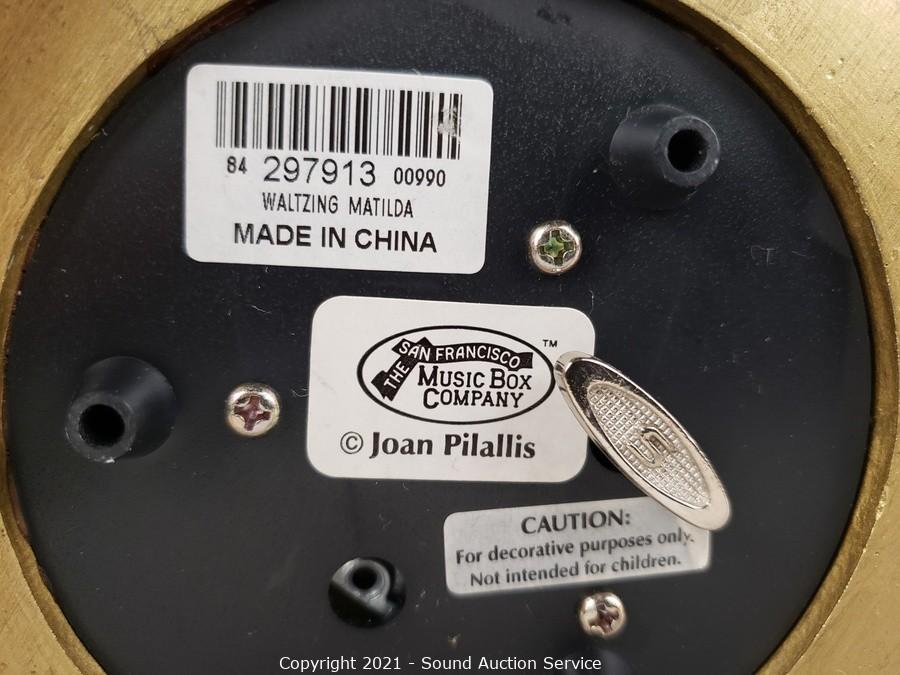 84 297913 00990
WALTZING MATILDA
MADE IN CHINA
THE SAN FRANCISCO
MUSIC BOX
COMPANY
TM
© Joan Pilallis
S
CAUTION:
For decorative purposes only.
Not intended for children.
Copyright 2021 - Sound Auction Service